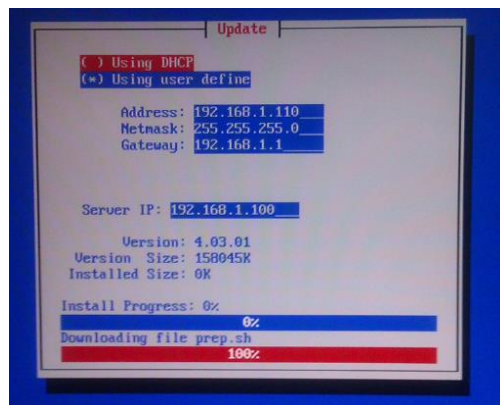 Update
( ) Using DHCP
(*) Using user define
Address: 192.168.1.110
Netmask: 255.255.255.0
Gateway: 192.168.1.1
Server IP: 192.168.1.100
Version: 4.03.01
Version Size: 158045K
Installed Size: 0K
Install Progress: 0%
0%
Downloading file prep.sh
100%